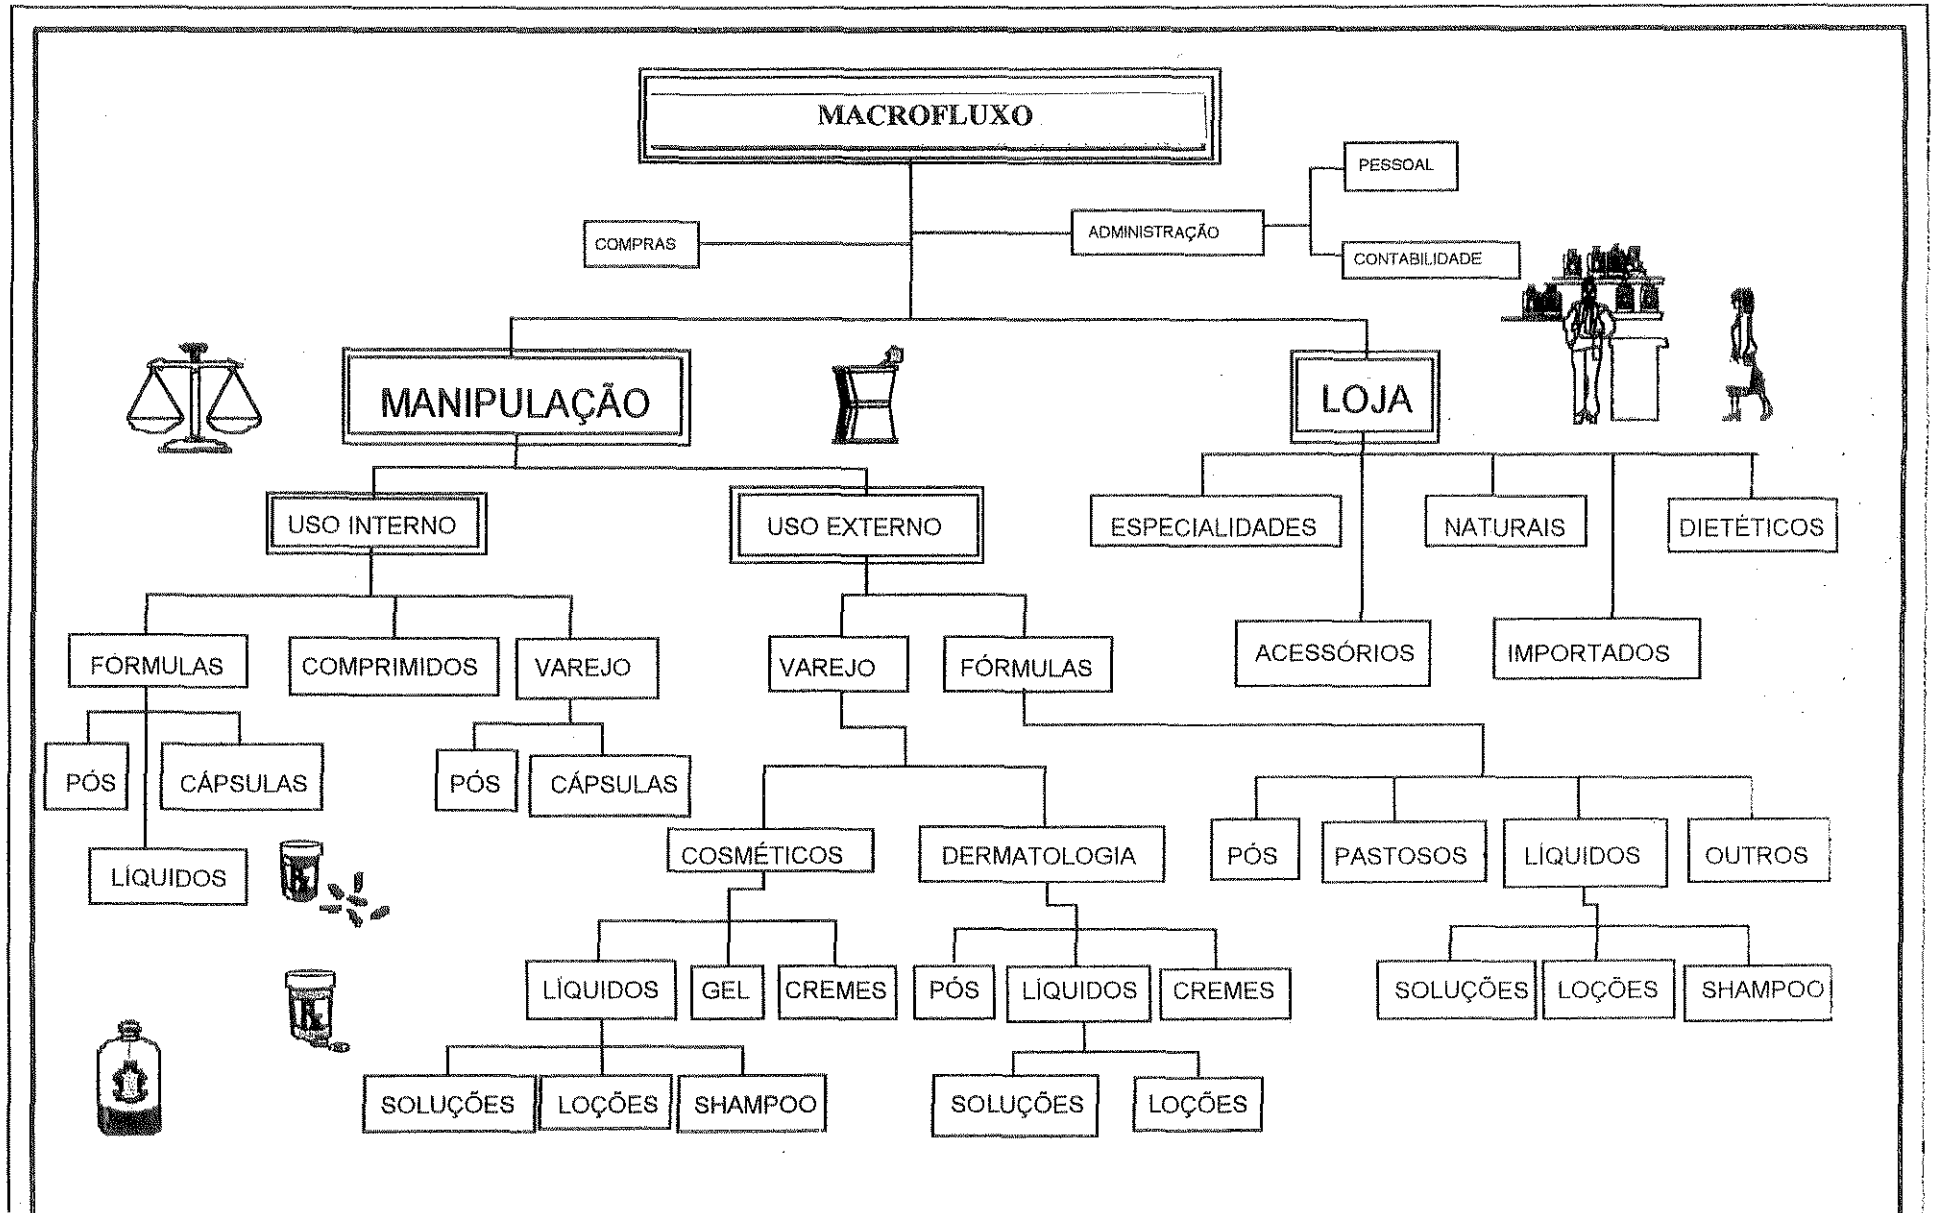 MACROFLUXO
PESSOAL
COMPRAS
ADMINISTRAÇÃO
CONTABILIDADE
MANIPULAÇÃO
LOJA
USO INTERNO
USO EXTERNO
ESPECIALIDADES
NATURAIS
DIETÉTICOS
FÓRMULAS
COMPRIMIDOS
VAREJO
VAREJO
FÓRMULAS
ACESSÓRIOS
IMPORTADOS
PÓS
CÁPSULAS
PÓS
CÁPSULAS
LÍQUIDOS
COSMÉTICOS
DERMATOLOGIA
PÓS
PASTOSOS
LÍQUIDOS
OUTROS
LÍQUIDOS
GEL
CREMES
PÓS
LÍQUIDOS
CREMES
SOLUÇÕES
LOÇÕES
SHAMPOO
SOLUÇÕES
LOÇÕES
SHAMPOO
SOLUÇÕES
LOÇÕES